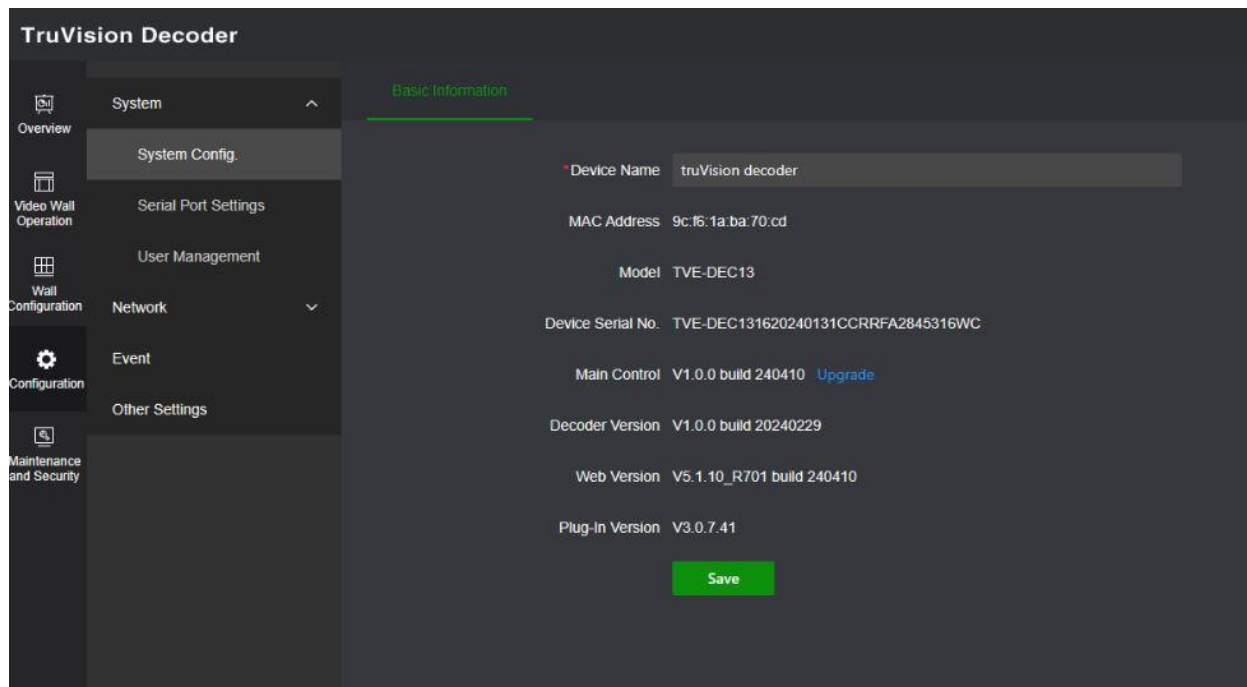 TruVision Decoder
Overview
Video Wall
Operation
Wall
Configuration
Configuration
Maintenance
and Security
System
System Config.
Serial Port Settings
User Management
Network
Event
Other Settings
Basic Information
*Device Name truVision decoder
MAC Address 9c:f6:1a:ba:70:cd
Model TVE-DEC13
Device Serial No. TVE-DEC131620240131CCRRFA2845316WC
Main Control V1.0.0 build 240410 Upgrade
Decoder Version V1.0.0 build 20240229
Web Version V5.1.10_R701 build 240410
Plug-In Version V3.0.7.41
Save